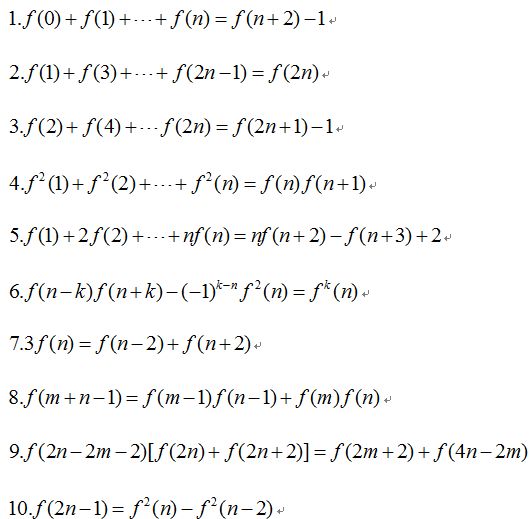 1.f(0)+f(1)+⋯+f(n)=f(n+2)−1↵
2.f(1)+f(3)+⋯+f(2n−1)=f(2n)↵
3.f(2)+f(4)+⋯f(2n)=f(2n+1)−1↵
4.f²(1)+f²(2)+⋯+f²(n)=f(n)f(n+1)↵
5.f(1)+2f(2)+⋯+nf(n)=nf(n+2)−f(n+3)+2↵
6.f(n−k)f(n+k)−(−1)ᵏ⁻ⁿf²(n)=fᵏ(n)↵
7.3f(n)=f(n−2)+f(n+2)↵
8.f(m+n−1)=f(m−1)f(n−1)+f(m)f(n)↵
9.f(2n−2m−2)[f(2n)+f(2n+2)]=f(2m+2)+f(4n−2m)
10.f(2n−1)=f²(n)−f²(n−2)↵